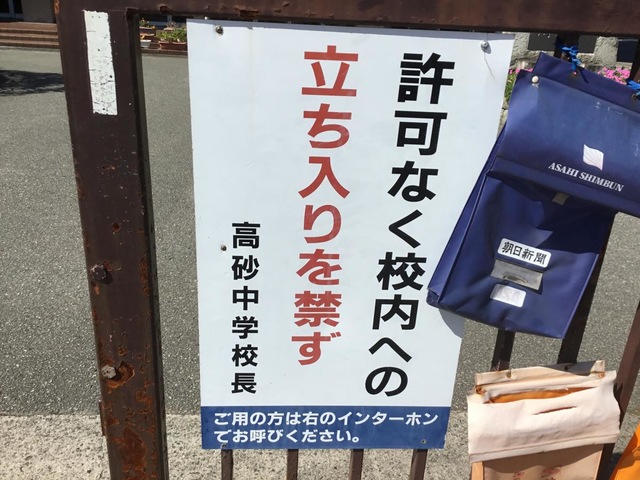 許可なく校内への
立ち入りを禁ず
高砂中学校長
ご用の方は右のインターホン
でお呼びください。
ASAHI SHIMBUN
朝日新聞